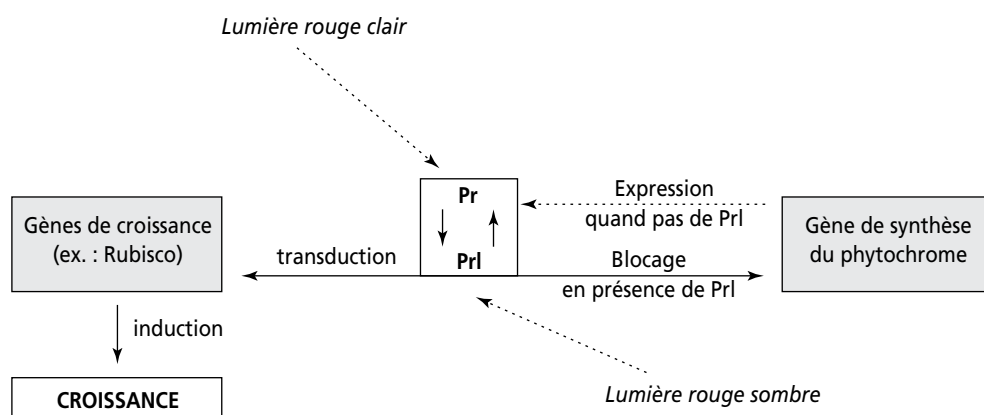 Lumière rouge clair
Pr
Prl
Expression
quand pas de Prl
Gènes de croissance
(ex. : Rubisco)
Gène de synthèse
du phytochrome
transduction
Blocage
en présence de Prl
induction
CROISSANCE
Lumière rouge sombre